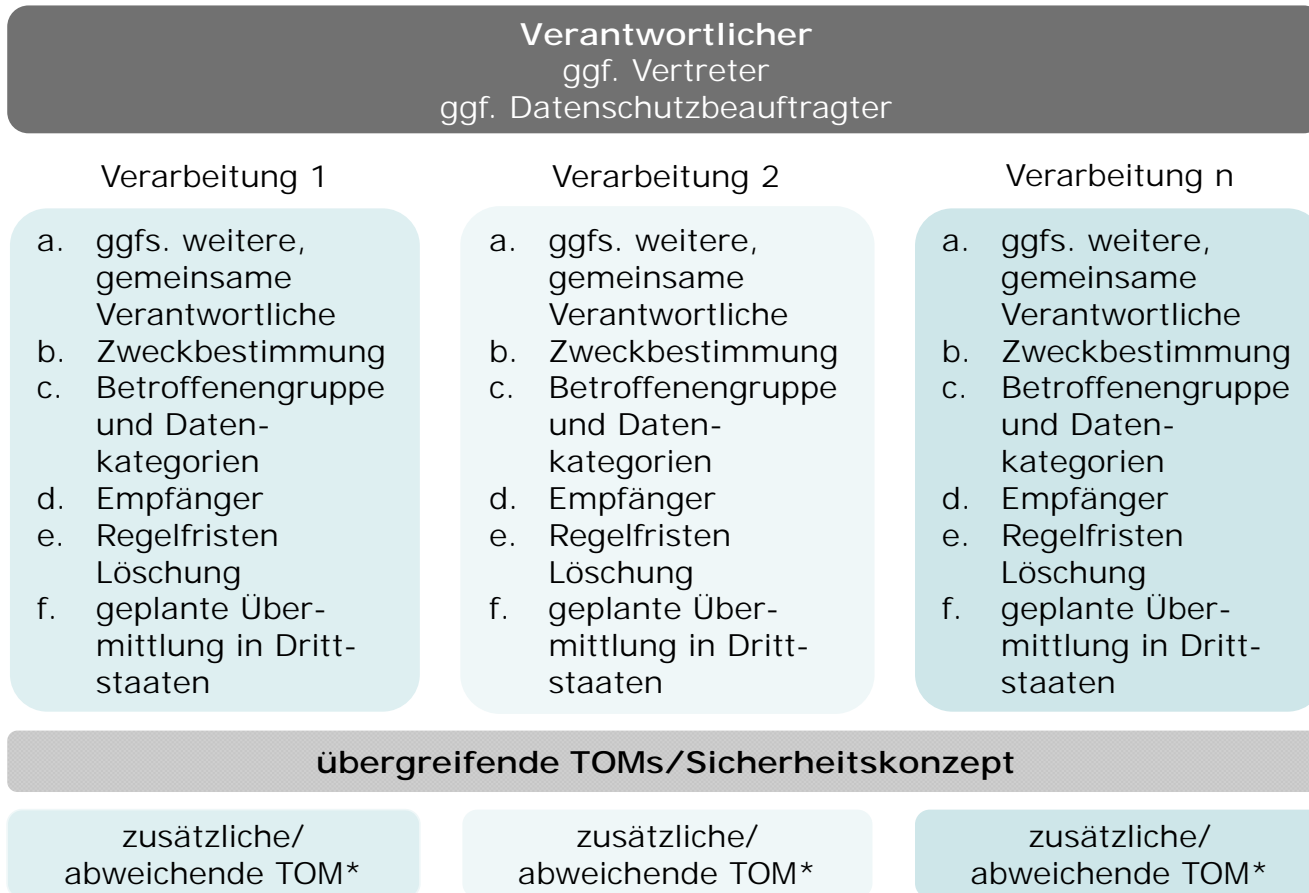 Verantwortlicher
ggf. Vertreter
ggf. Datenschutzbeauftragter
Verarbeitung 1
a. ggfs. weitere,
gemeinsame
Verantwortliche
b. Zweckbestimmung
c. Betroffenengruppe
und Daten-
kategorien
d. Empfänger
e. Regelfristen
Löschung
f. geplante Über-
mittlung in Dritt-
staaten
Verarbeitung 2
a. ggfs. weitere,
gemeinsame
Verantwortliche
b. Zweckbestimmung
c. Betroffenengruppe
und Daten-
kategorien
d. Empfänger
e. Regelfristen
Löschung
f. geplante Über-
mittlung in Dritt-
staaten
Verarbeitung n
a. ggfs. weitere,
gemeinsame
Verantwortliche
b. Zweckbestimmung
c. Betroffenengruppe
und Daten-
kategorien
d. Empfänger
e. Regelfristen
Löschung
f. geplante Über-
mittlung in Dritt-
staaten
übergreifende TOMs/Sicherheitskonzept
zusätzliche/
abweichende TOM*
zusätzliche/
abweichende TOM*
zusätzliche/
abweichende TOM*